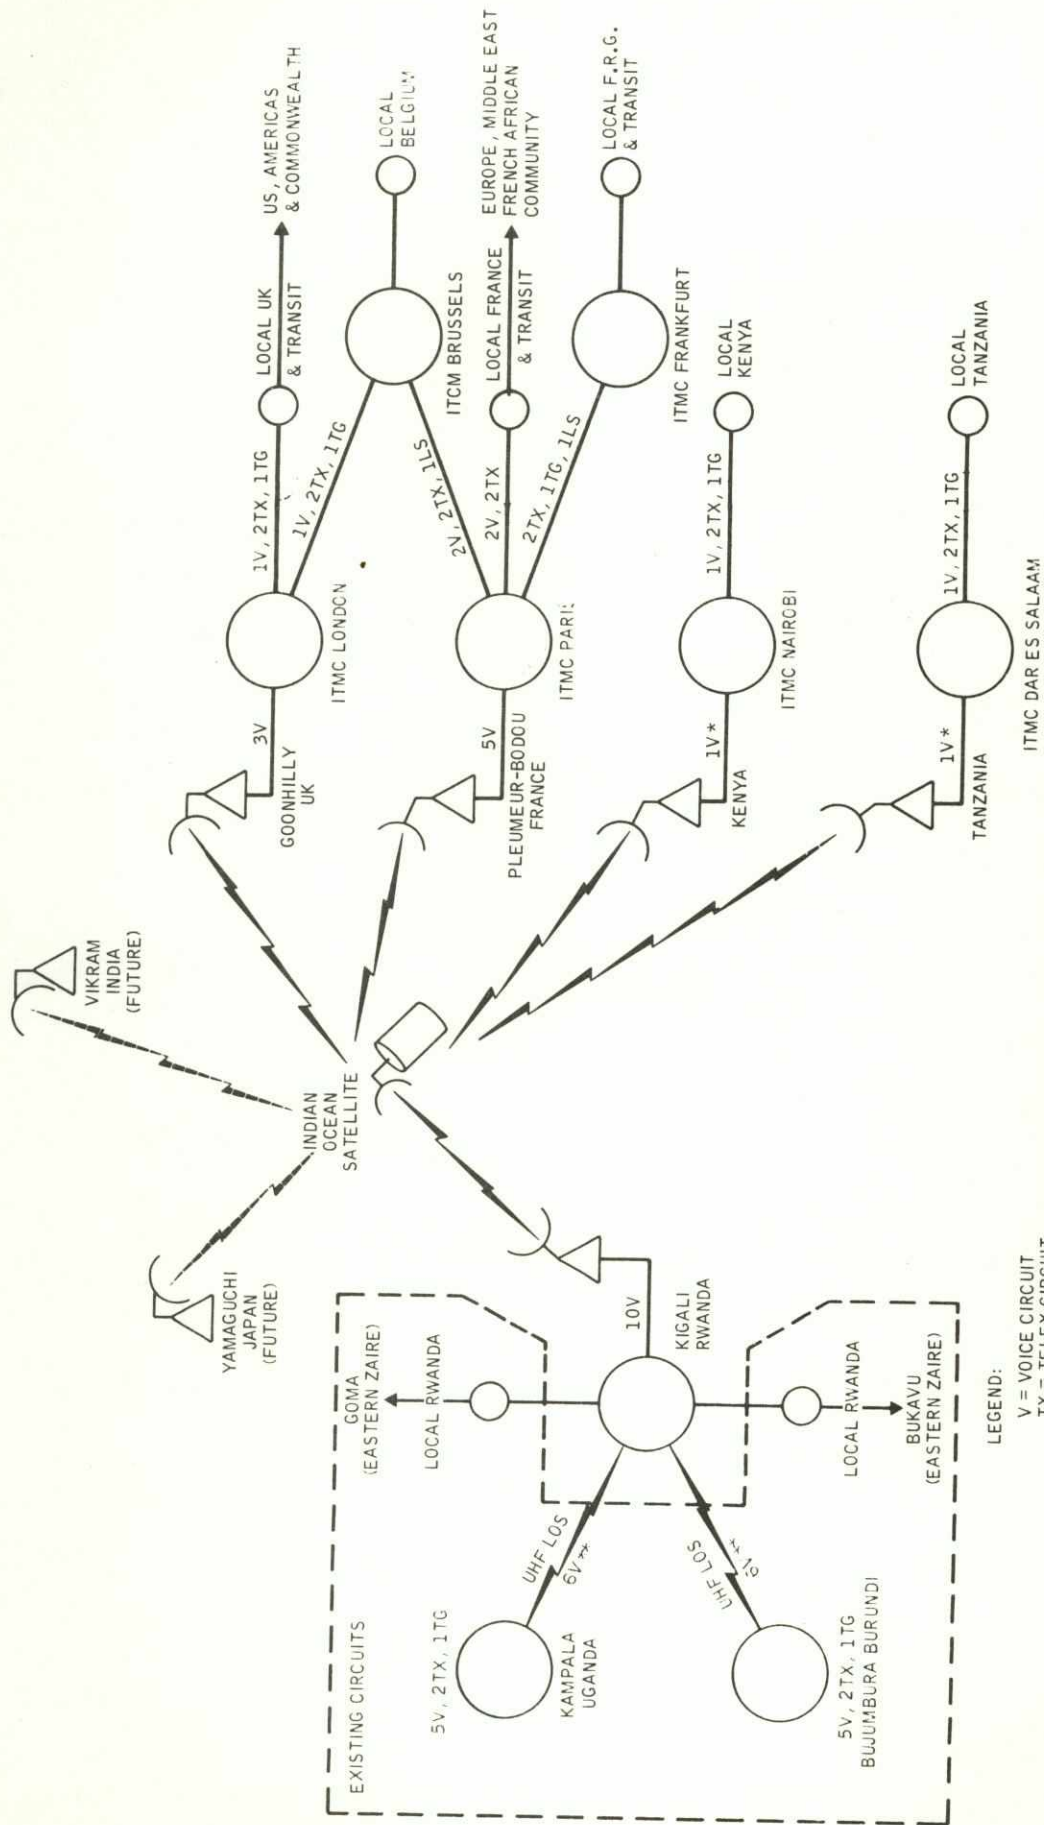 VIKRAM
INDIA
(FUTURE)
YAMAGUCHI
JAPAN
(FUTURE)
INDIAN
OCEAN
SATELLITE
GOONHILLY
UK
3V
ITMC LONDON
1V, 2TX, 1TG
LOCAL UK
& TRANSIT
US, AMERICAS
& COMMONWEALTH
1V, 2TX, 1TG
ITCM BRUSSELS
LOCAL
BELGIUM
2V, 2TX, 1LS
PLEUMEUR-BODOU
FRANCE
5V
ITMC PARIS
2V, 2TX
LOCAL FRANCE
& TRANSIT
EUROPE, MIDDLE EAST
FRENCH AFRICAN
COMMUNITY
2TX, 1TG, 1LS
ITMC FRANKFURT
LOCAL F.R.G.
& TRANSIT
KENYA
1V*
ITMC NAIROBI
1V, 2TX, 1TG
LOCAL
KENYA
TANZANIA
1V*
ITMC DAR ES SALAAM
1V, 2TX, 1TG
LOCAL
TANZANIA
EXISTING CIRCUITS
GOMA
(EASTERN ZAIRE)
LOCAL RWANDA
10V
KIGALI
RWANDA
5V, 2TX, 1TG
KAMPALA
UGANDA
UHF LOS
6V**
UHF LOS
5V, 2TX, 1TG
BUJUMBURA BURUNDI
LOCAL RWANDA
BUKAVU
(EASTERN ZAIRE)
LEGEND:
V = VOICE CIRCUIT
TX = TELEX CIRCUIT